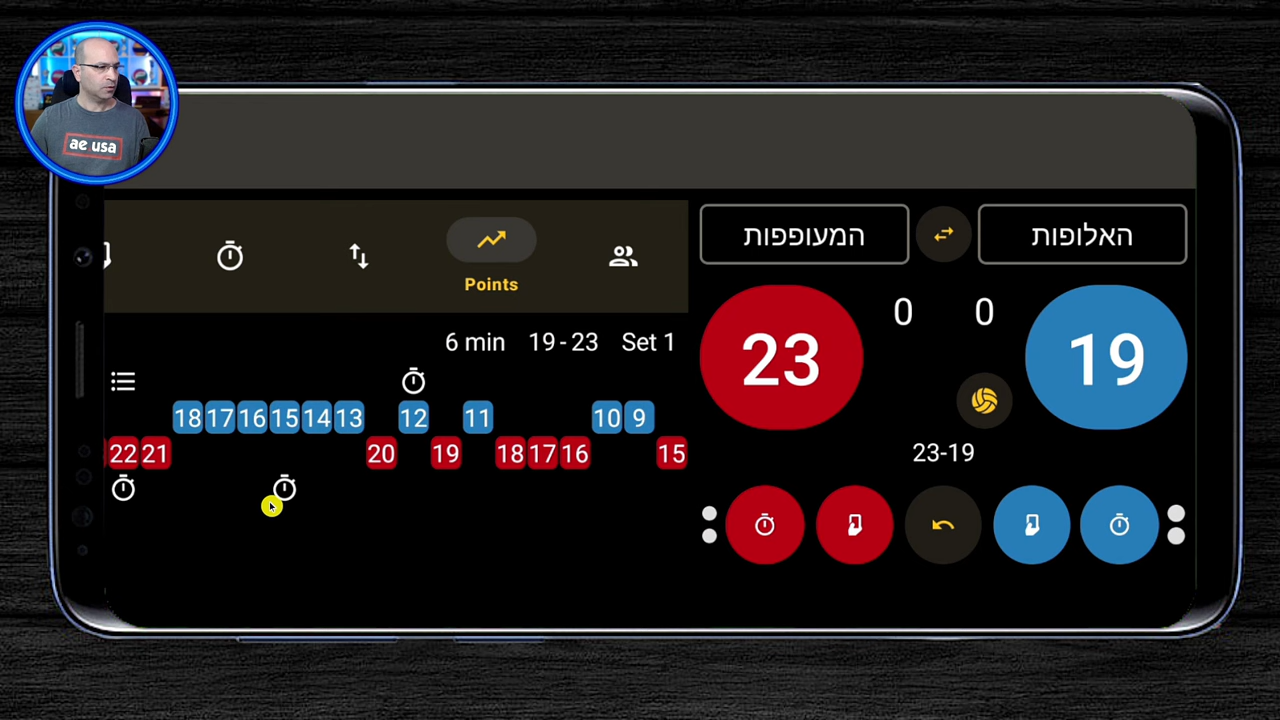 ae usa
המעופפות
האלופות
Points
6 min 19-23 Set 1
0 0
23
19
18 17 16 15 14 13 12 11 10 9
22 21 20 19 18 17 16 15
23-19